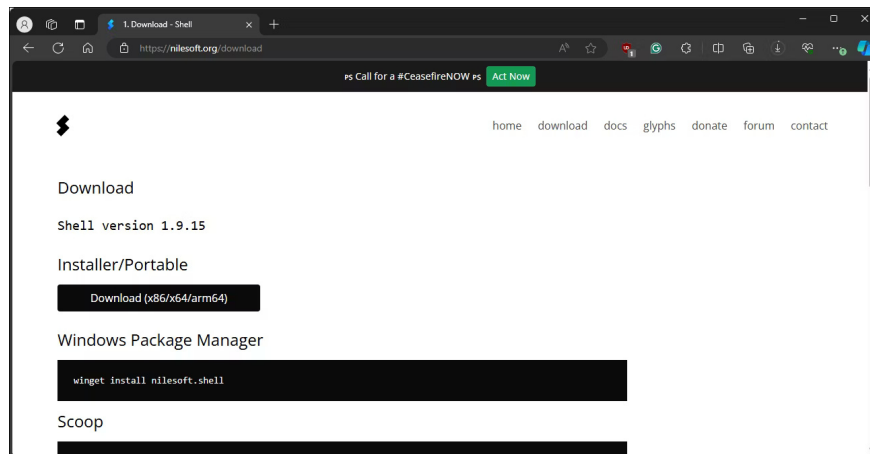 1. Download - Shell
https://nilesoft.org/download
PS Call for a #CeasefireNOW PS Act Now
home download docs glyphs donate forum contact
Download
Shell version 1.9.15
Installer/Portable
Download (x86/x64/arm64)
Windows Package Manager
winget install nilesoft.shell
Scoop